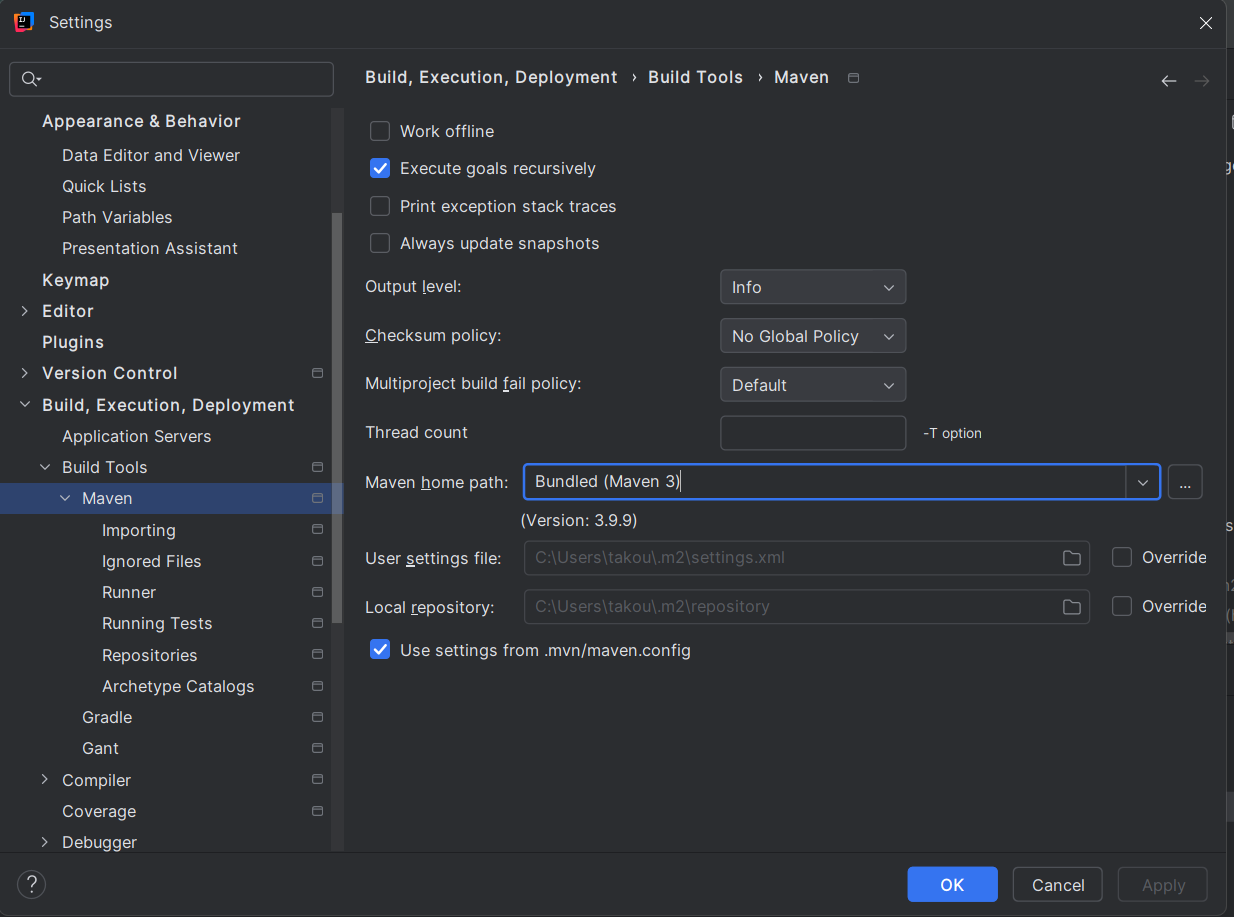 Settings
Build, Execution, Deployment › Build Tools › Maven
Appearance & Behavior
Data Editor and Viewer
Quick Lists
Path Variables
Presentation Assistant
Keymap
Editor
Plugins
Version Control
Build, Execution, Deployment
Application Servers
Build Tools
Maven
Importing
Ignored Files
Runner
Running Tests
Repositories
Archetype Catalogs
Gradle
Gant
Compiler
Coverage
Debugger
Work offline
Execute goals recursively
Print exception stack traces
Always update snapshots
Output level: Info
Checksum policy: No Global Policy
Multiproject build fail policy: Default
Thread count -T option
Maven home path: Bundled (Maven 3) ...
(Version: 3.9.9)
User settings file: C:\Users\takou\.m2\settings.xml Override
Local repository: C:\Users\takou\.m2\repository Override
Use settings from .mvn/maven.config
? OK Cancel Apply